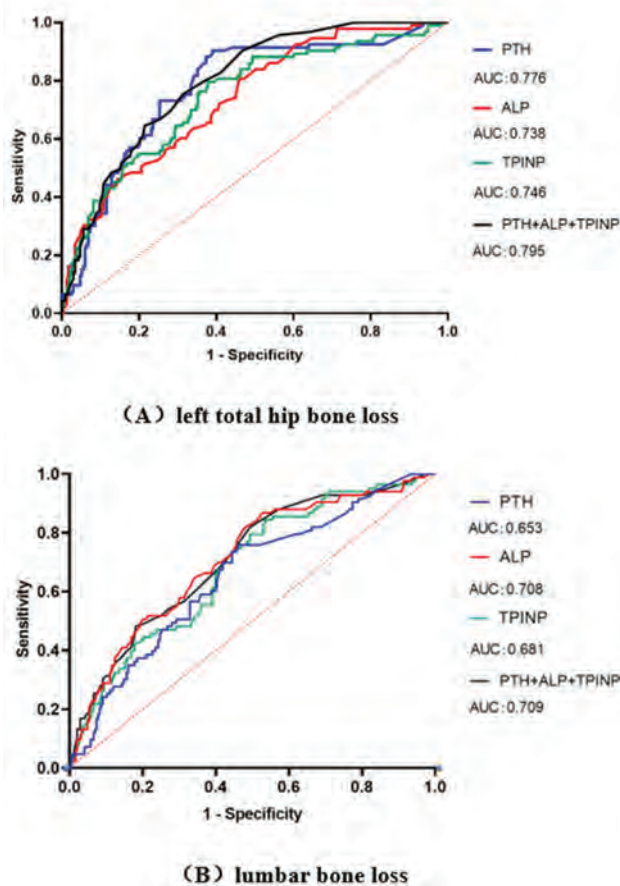 1.0
0.8
0.6
0.4
0.2
0.0
Sensitivity
0.0 0.2 0.4 0.6 0.8 1.0
1 - Specificity
PTH
AUC:0.776
ALP
AUC:0.738
TPINP
AUC:0.746
PTH+ALP+TPINP
AUC:0.795
（A）left total hip bone loss
1.0
0.8
0.6
0.4
0.2
0.0
Sensitivity
0.0 0.2 0.4 0.6 0.8 1.0
1 - Specificity
PTH
AUC:0.653
ALP
AUC:0.708
TPINP
AUC:0.681
PTH+ALP+TPINP
AUC:0.709
（B）lumbar bone loss